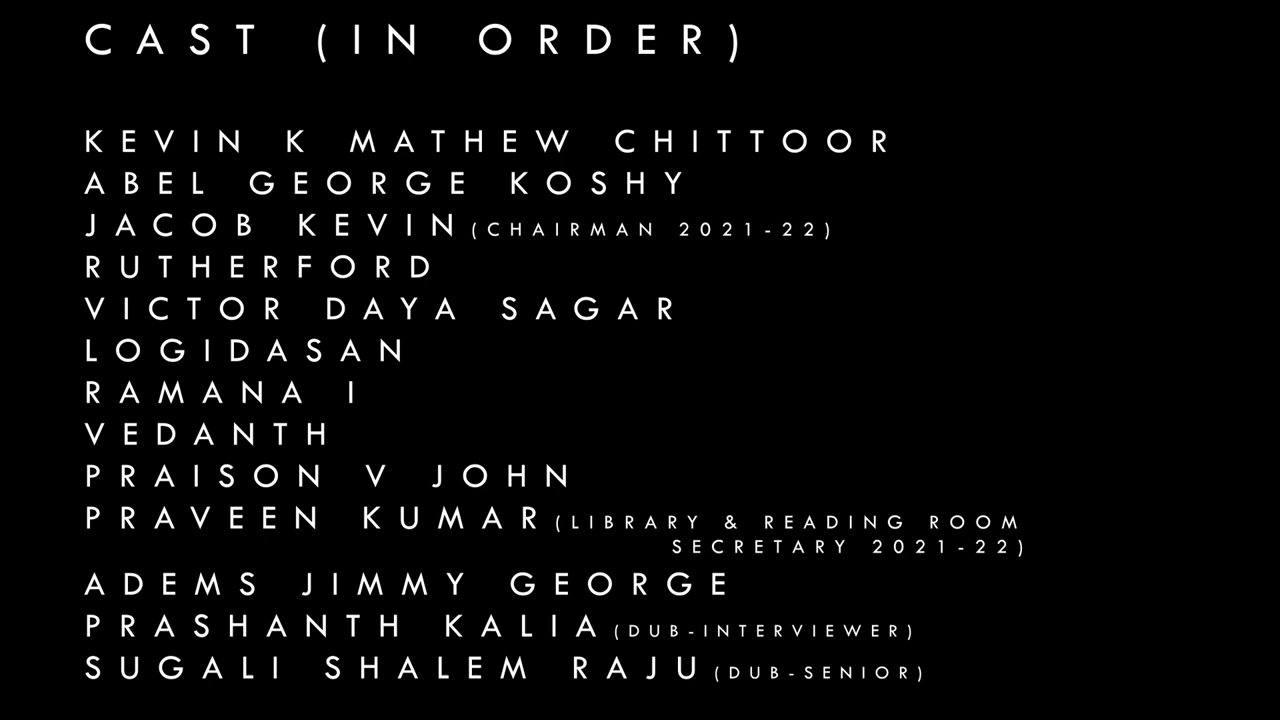 CAST (IN ORDER)
KEVIN K MATHEW CHITTOOR
ABEL GEORGE KOSHY
JACOB KEVIN (CHAIRMAN 2021-22)
RUTHERFORD
VICTOR DAYA SAGAR
LOGIDASAN
RAMANA I
VEDANTH
PRAISON V JOHN
PRAVEEN KUMAR (LIBRARY & READING ROOM
SECRETARY 2021-22)
ADEMS JIMMY GEORGE
PRASHANTH KALIA (DUB-INTERVIEWER)
SUGALI SHALEM RAJU (DUB-SENIOR)